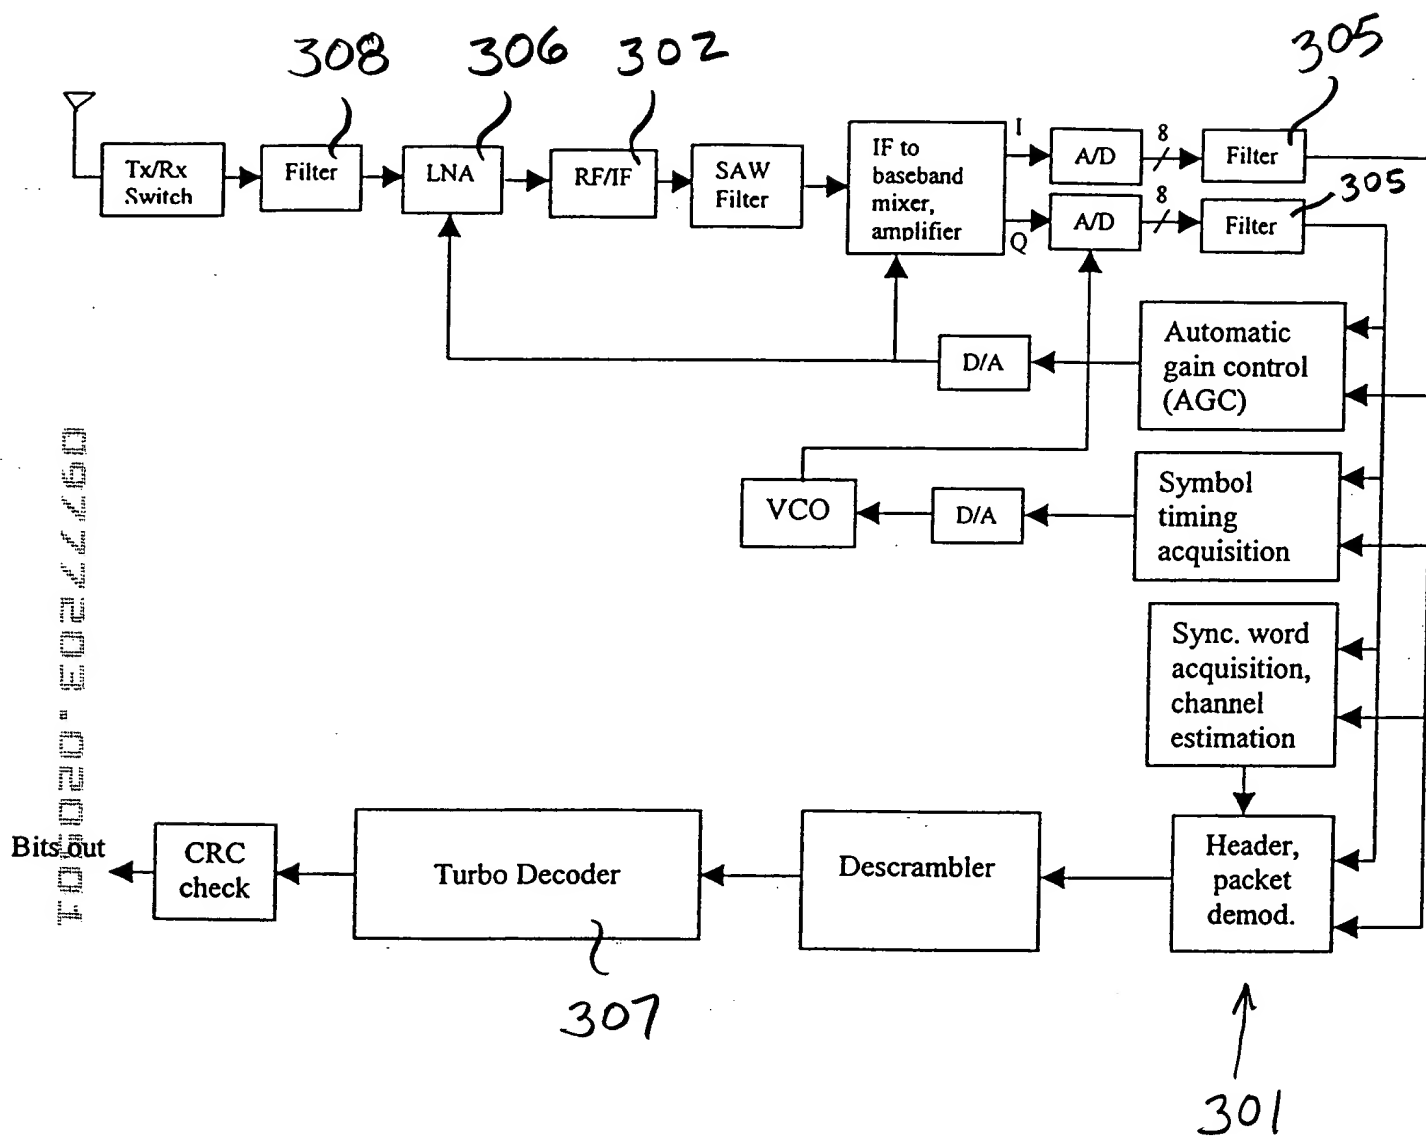 308
306
302
305
Tx/Rx
Switch
Filter
LNA
RF/IF
SAW
Filter
IF to
baseband
mixer,
amplifier
I
Q
A/D
8
Filter
A/D
8
Filter
305
Automatic
gain control
(AGC)
D/A
Symbol
timing
acquisition
D/A
VCO
Sync. word
acquisition,
channel
estimation
Header,
packet
demod.
Descrambler
Turbo Decoder
CRC
check
Bits out
307
301
09777203.020501